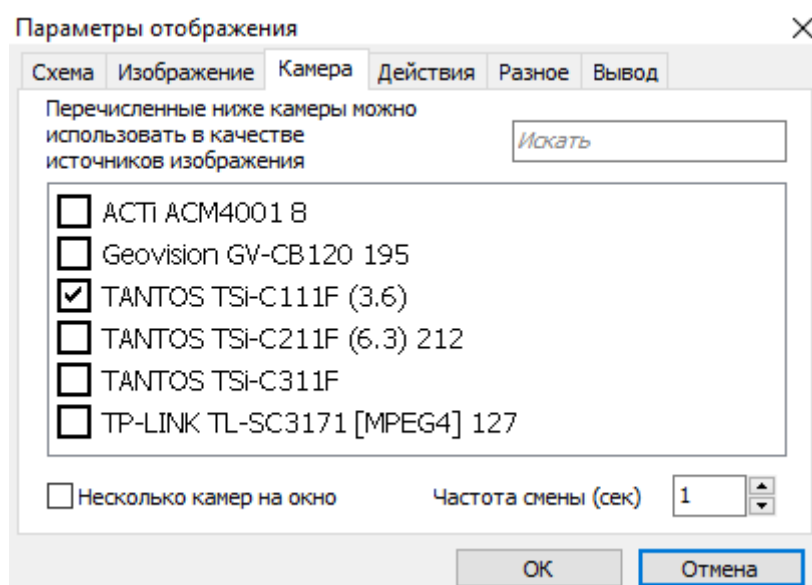 Параметры отображения
Схема Изображение Камера Действия Разное Вывод
Перечисленные ниже камеры можно
использовать в качестве
источников изображения
Искать
ACTi ACM4001 8
Geovision GV-CB120 195
TANTOS TSi-C111F (3.6)
TANTOS TSi-C211F (6.3) 212
TANTOS TSi-C311F
TP-LINK TL-SC3171 [MPEG4] 127
Несколько камер на окно Частота смены (сек) 1
ОК Отмена